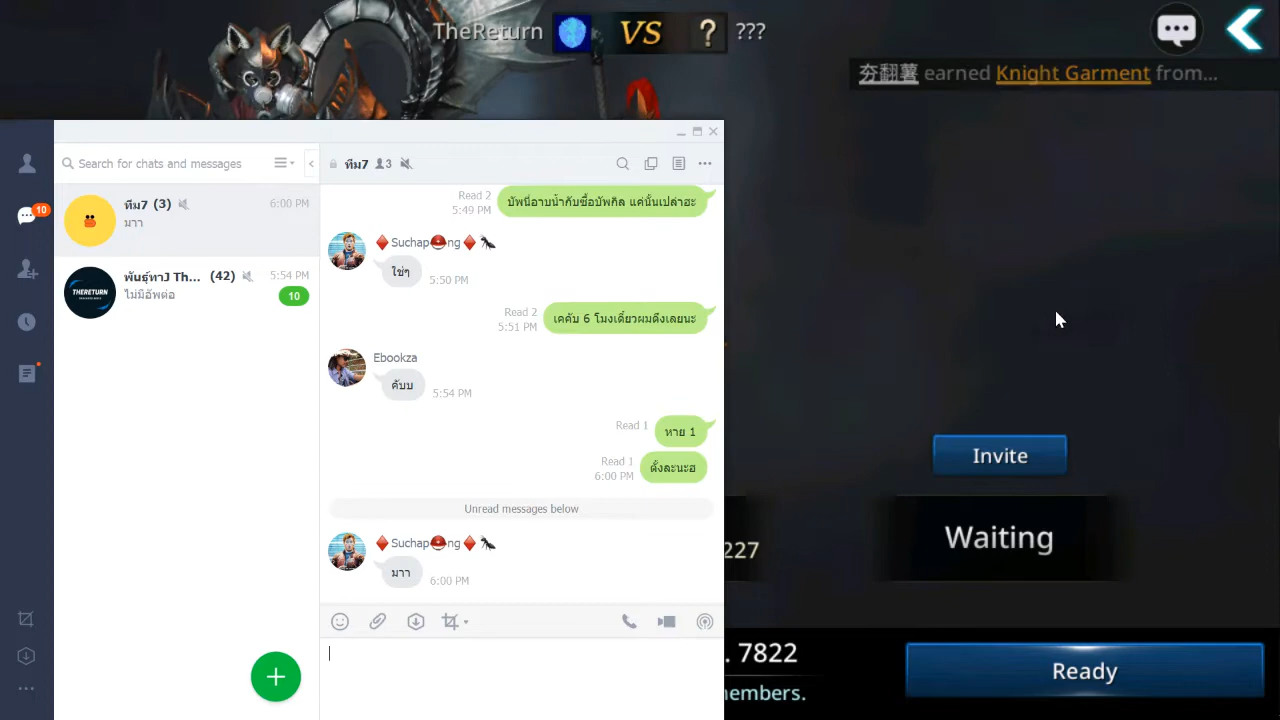 TheReturn VS ? ???
夯翻薯 earned Knight Garment from...
Search for chats and messages
ทีม7 3
ทีม7 (3) 6:00 PM
มาา
10
พันธุ์ทาJ Th... (42) 5:54 PM
ไม่มีอัพต่อ
10
THERETURN
Read 2
5:49 PM
บัพนี่อาบน้ำกับซื้อบัพกิล แค่นั้นเปล่าฮะ
Suchap ng
ใช่ๆ
5:50 PM
Read 2
5:51 PM
เคคับ 6 โมงเดี๋ยวผมดึงเลยนะ
Ebookza
คับบ
5:54 PM
Read 1
หาย 1
Read 1
6:00 PM
ตั้งละนะฮ
Unread messages below
Suchap ng
มาา
6:00 PM
Invite
227
Waiting
. 7822
embers.
Ready